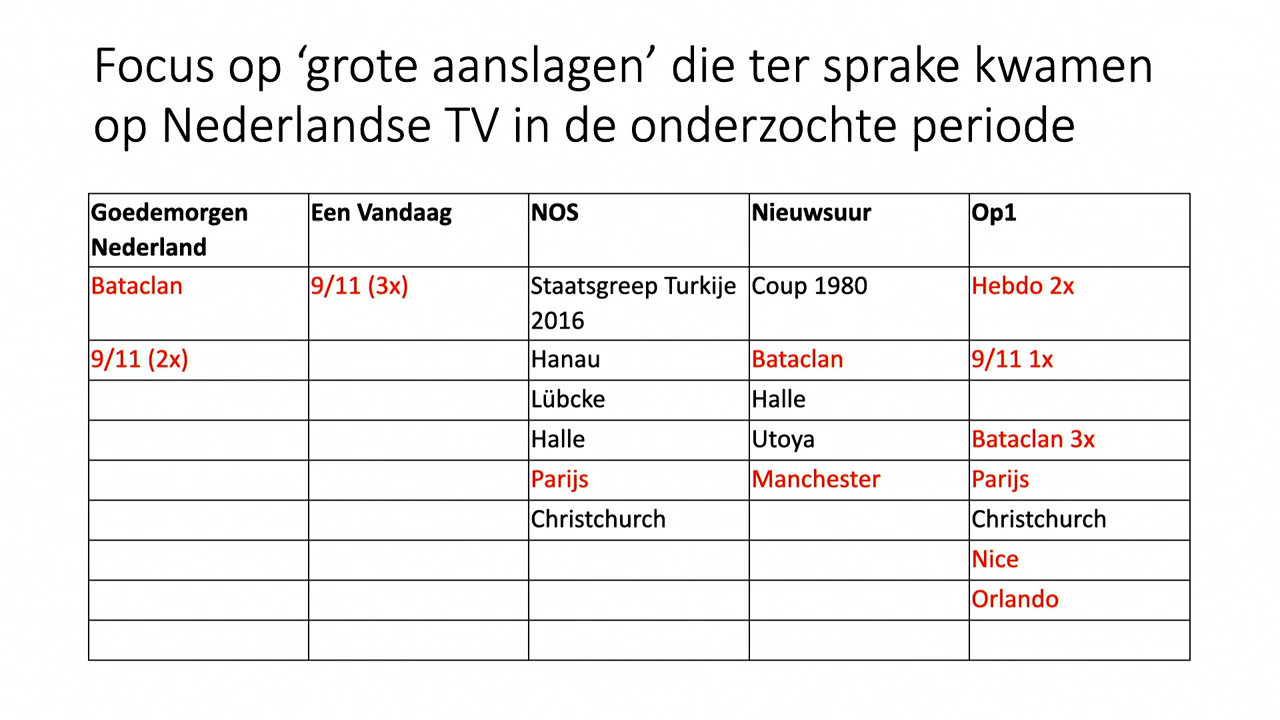 Focus op ‘grote aanslagen’ die ter sprake kwamen
op Nederlandse TV in de onderzochte periode
Goedemorgen
Nederland
Een Vandaag
NOS
Nieuwsuur
Op1
Bataclan
9/11 (3x)
Staatsgreep Turkije
2016
Coup 1980
Hebdo 2x
9/11 (2x)
Hanau
Bataclan
9/11 1x
Lübcke
Halle
Halle
Utoya
Bataclan 3x
Parijs
Manchester
Parijs
Christchurch
Christchurch
Nice
Orlando